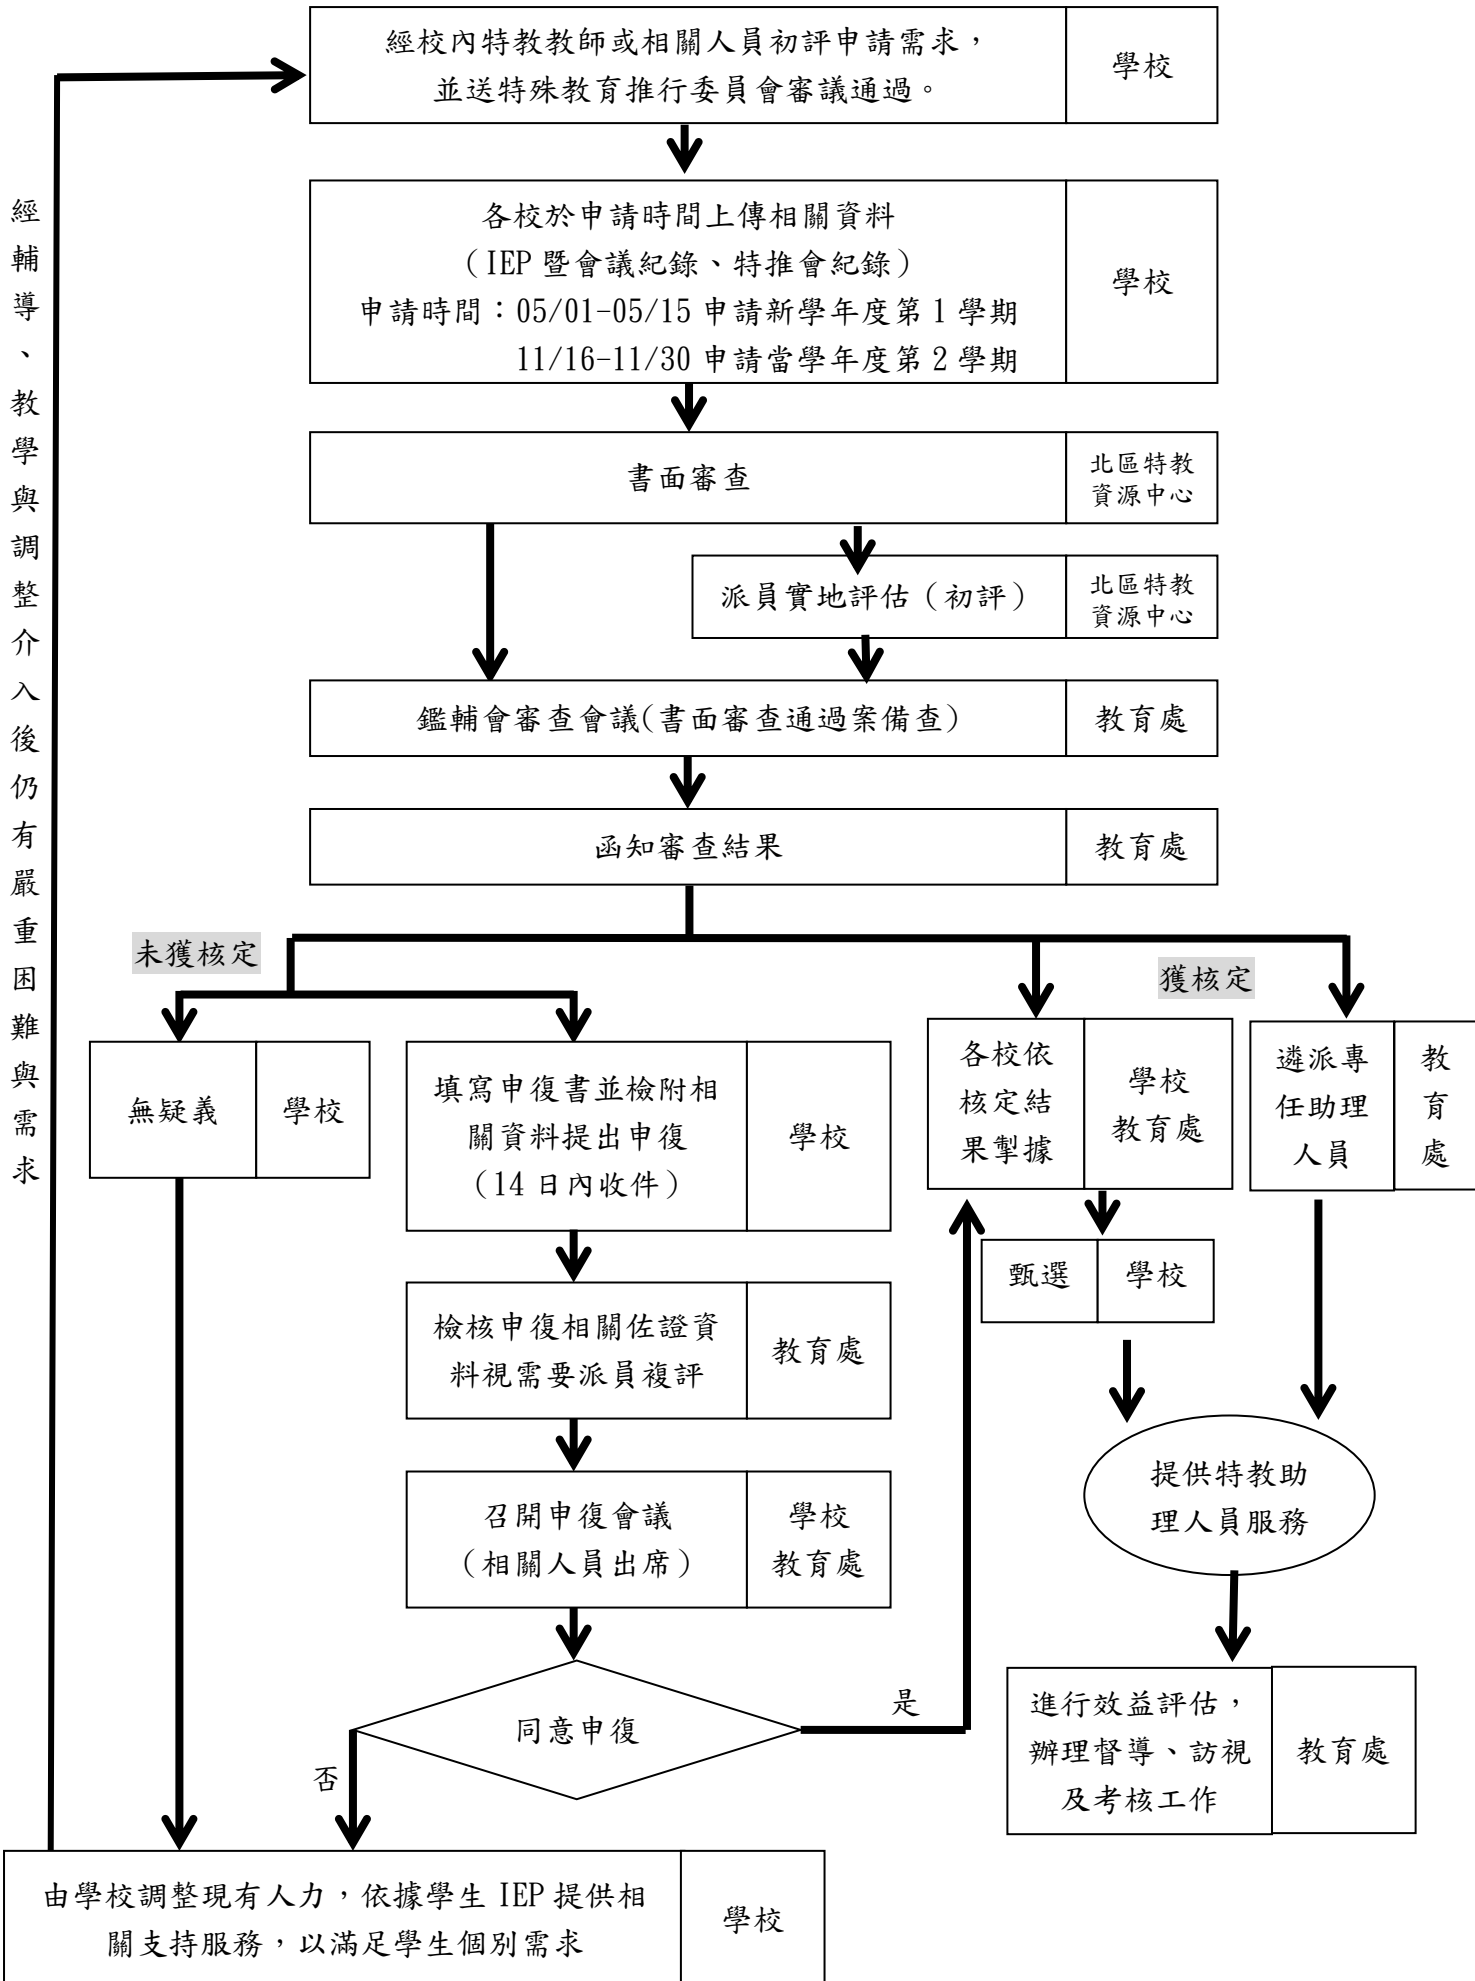 經校內特教教師或相關人員初評申請需求，
並送特殊教育推行委員會審議通過。
學校
各校於申請時間上傳相關資料
（IEP 暨會議紀錄、特推會紀錄）
申請時間：05/01-05/15 申請新學年度第 1 學期
11/16-11/30 申請當學年度第 2 學期
學校
經輔導、教學與調整介入後仍有嚴重困難與需求
書面審查
北區特教
資源中心
派員實地評估（初評）
北區特教
資源中心
鑑輔會審查會議(書面審查通過案備查)
教育處
函知審查結果
教育處
未獲核定
獲核定
無疑義
學校
填寫申復書並檢附相
關資料提出申復
（14 日內收件）
學校
各校依
核定結
果掣據
學校
教育處
遴派專
任助理
人員
教
育
處
甄選
學校
檢核申復相關佐證資
料視需要派員複評
教育處
召開申復會議
（相關人員出席）
學校
教育處
提供特教助
理人員服務
同意申復
是
否
進行效益評估，
辦理督導、訪視
及考核工作
教育處
由學校調整現有人力，依據學生 IEP 提供相
關支持服務，以滿足學生個別需求
學校